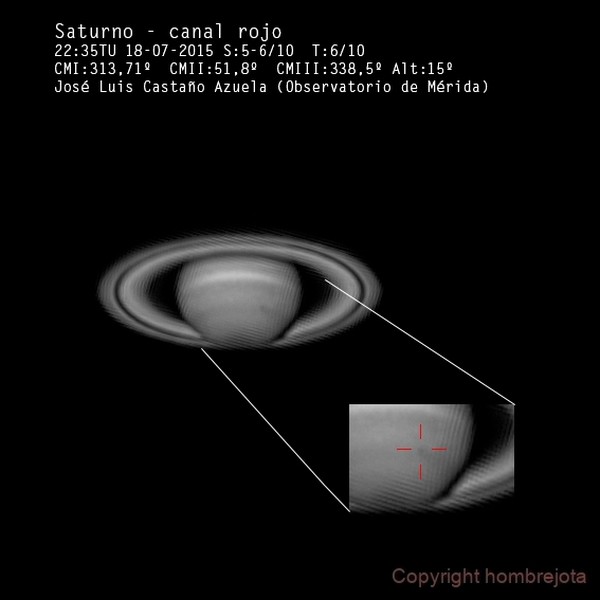 Saturno - canal rojo
22:35TU 18-07-2015 S:5-6/10 T:6/10
CMI:313,71º CMII:51,8º CMIII:338,5º Alt:15º
José Luis Castaño Azuela (Observatorio de Mérida)
Copyright hombrejota